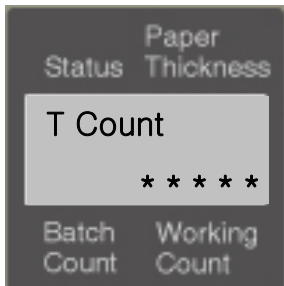 Paper
Status Thickness
T Count
* * * * *
Batch Working
Count Count